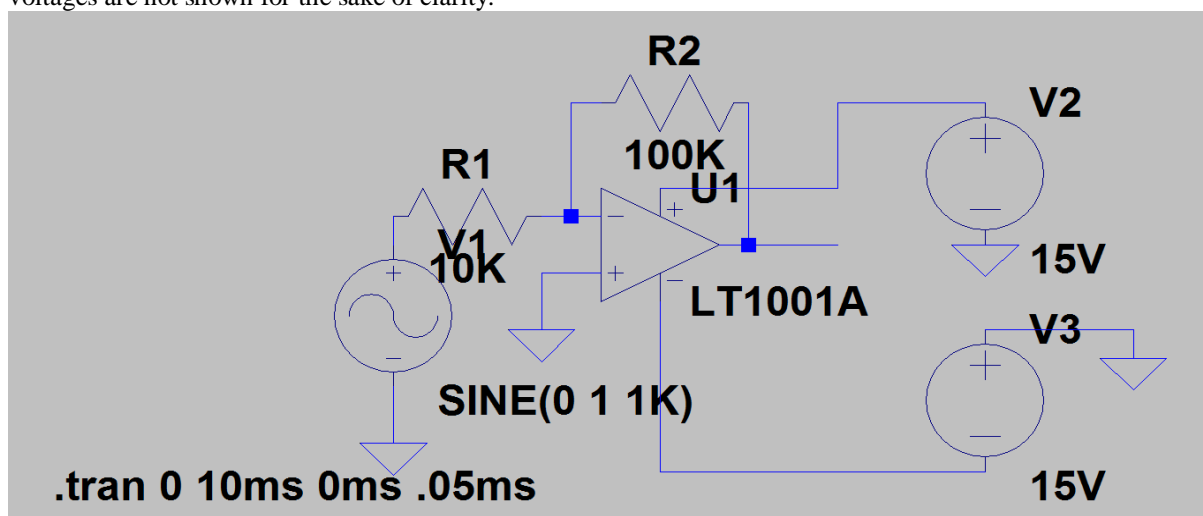 voltages are not shown for the sake of clarity.
R2
V2
100K
R1
U1
V1
10K
15V
LT1001A
V3
SINE(0 1 1K)
.tran 0 10ms 0ms .05ms
15V